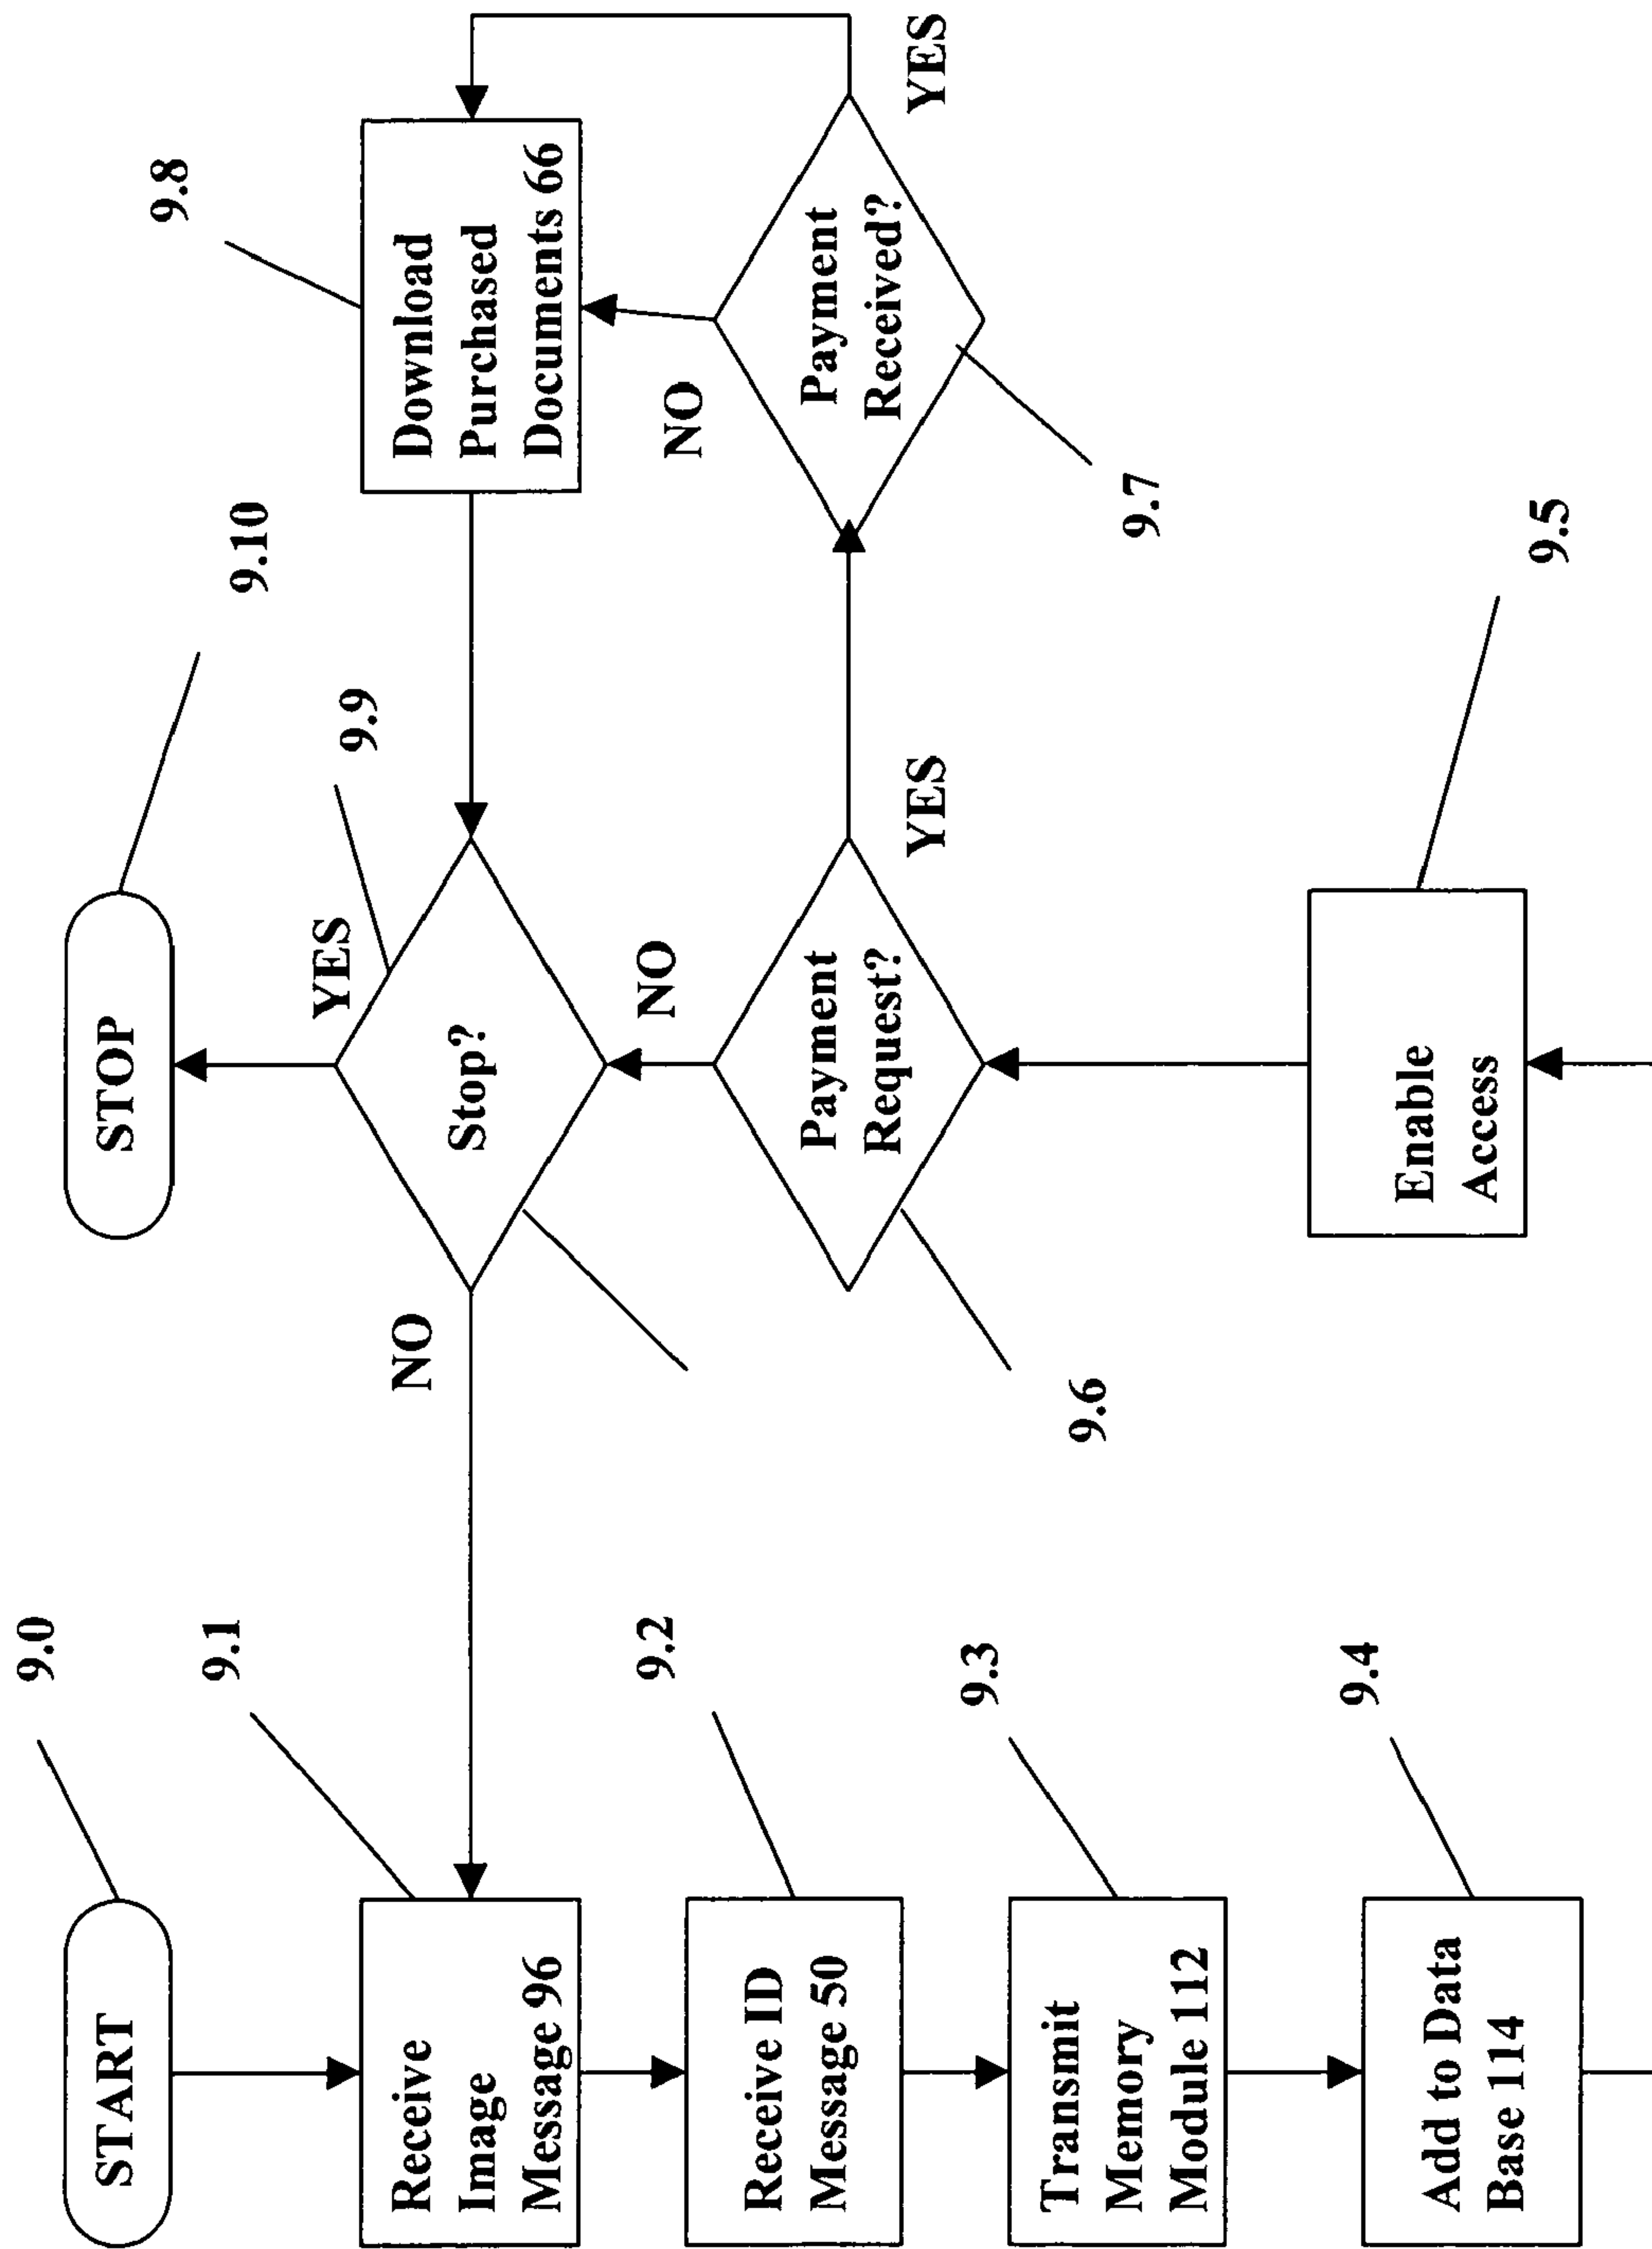 START
9.0
Receive
Image
Message 96
9.1
Receive ID
Message 50
9.2
Transmit
Memory
Module 112
9.3
Add to Data
Base 114
9.4
STOP
9.10
YES
Stop?
9.9
NO
NO
Payment
Request?
9.6
YES
Enable
Access
9.5
Download
Purchased
Documents 66
9.8
NO
Payment
Received?
9.7
YES